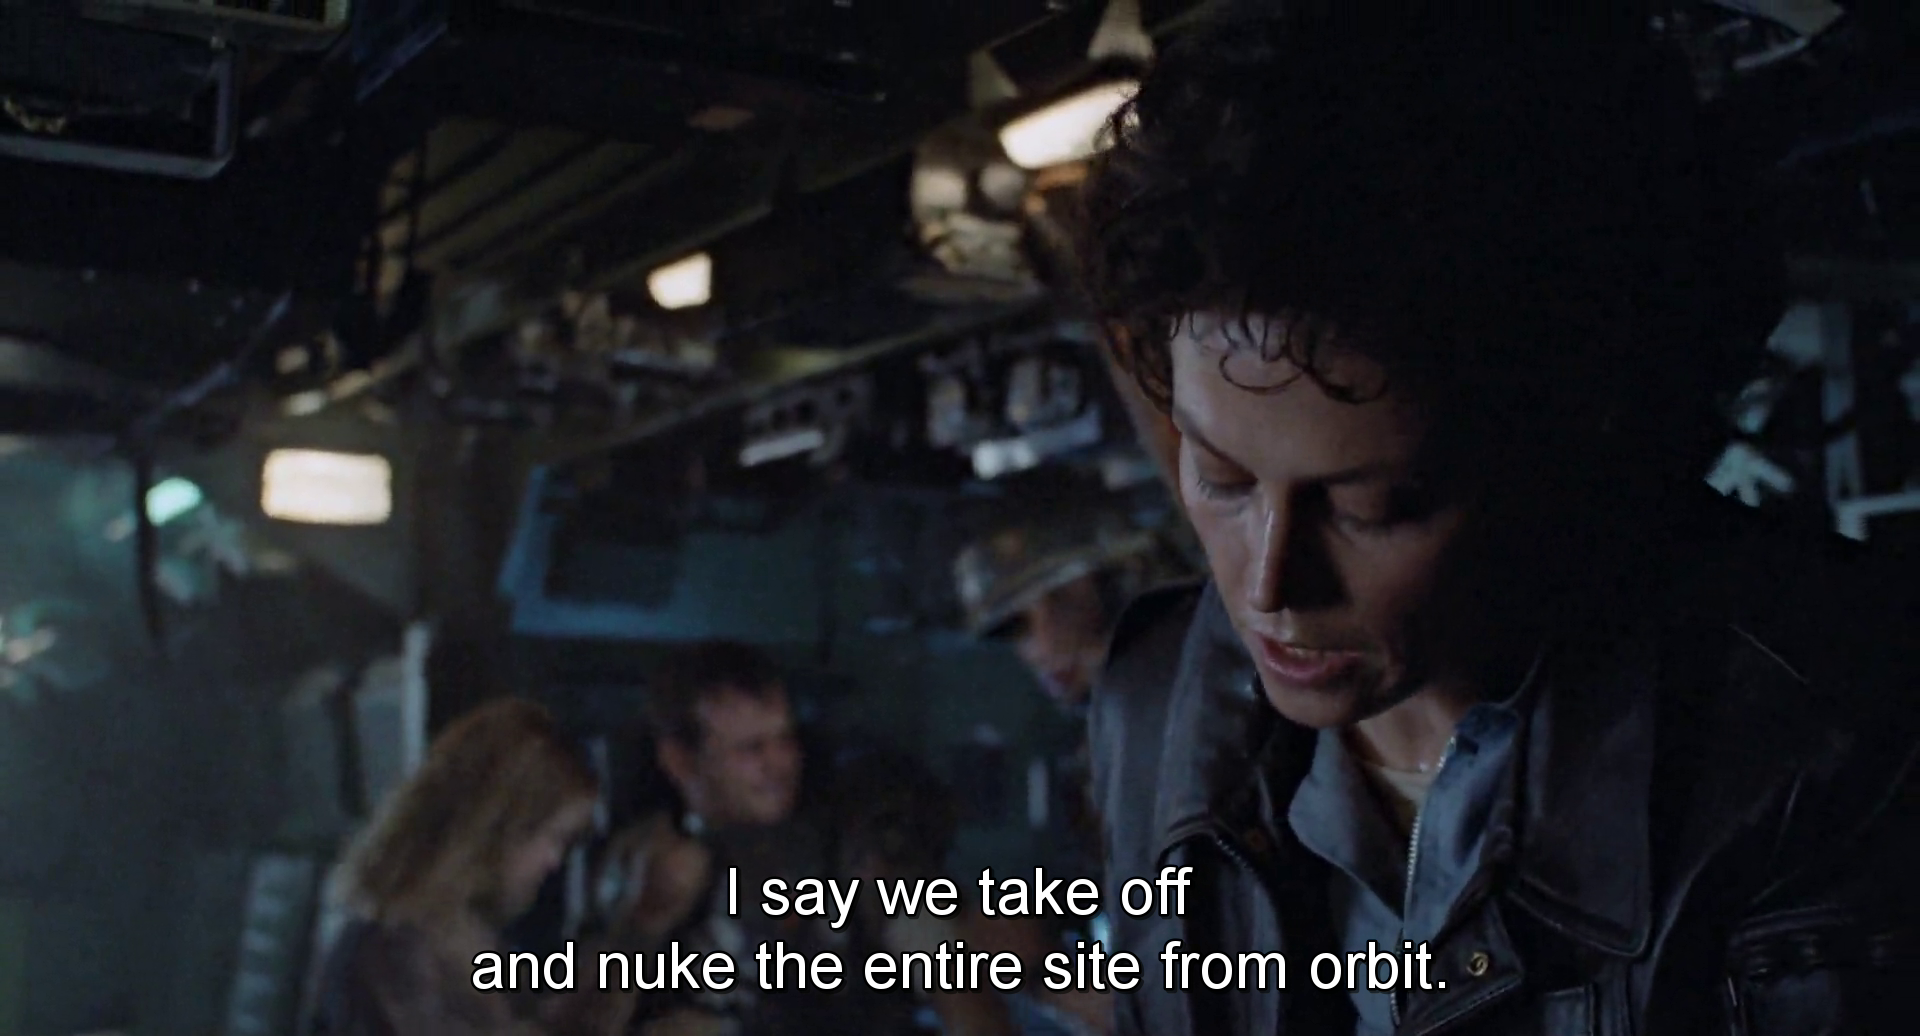 I say we take off
and nuke the entire site from orbit.